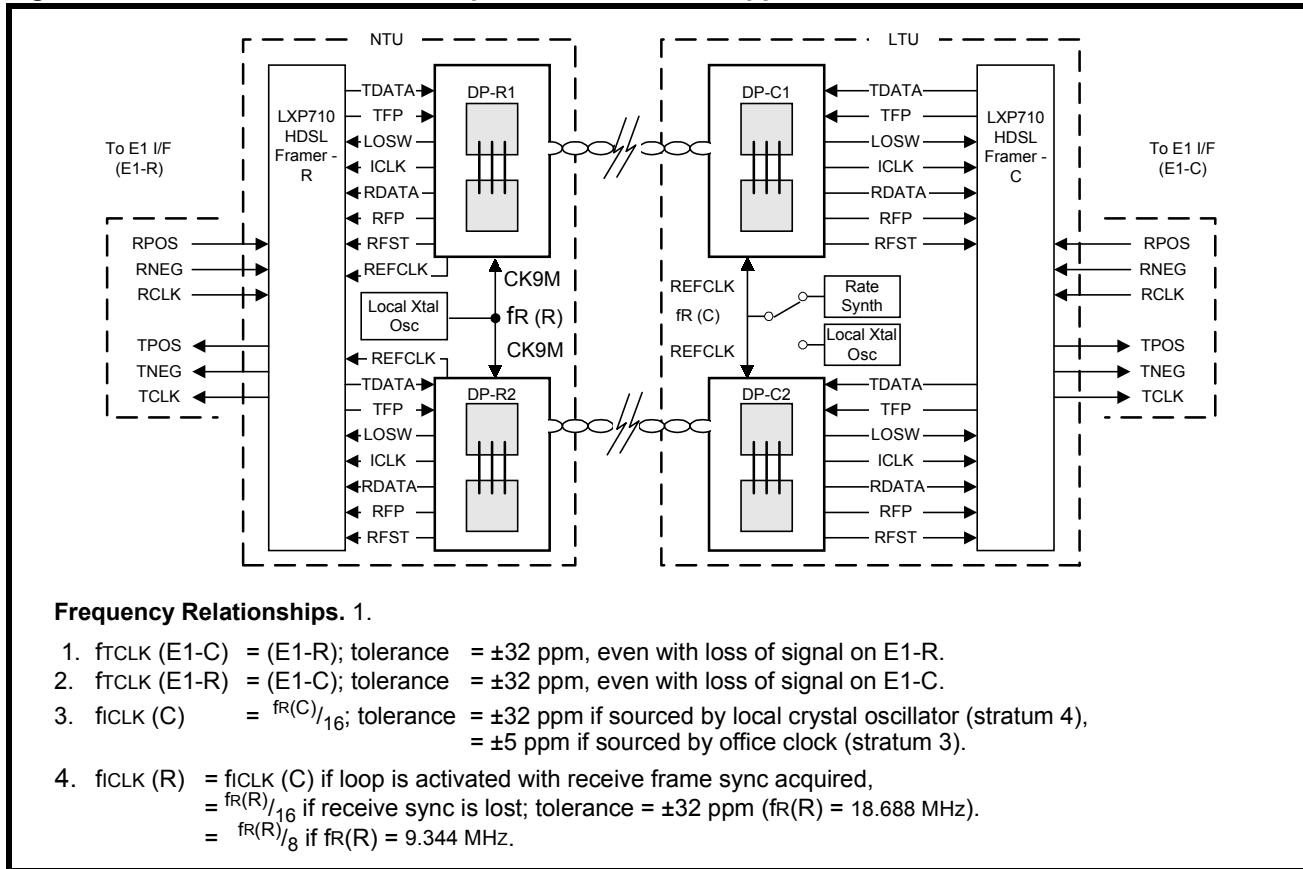 NTU
LTU
To E1 I/F
(E1-R)
RPOS
RNEG
RCLK
TPOS
TNEG
TCLK
LXP710
HDSL
Framer -
R
TDATA
TFP
LOSW
ICLK
RDATA
RFP
RFST
REFCLK
DP-R1
CK9M
Local Xtal
Osc
fR (R)
CK9M
REFCLK
TDATA
TFP
LOSW
ICLK
RDATA
RFP
RFST
DP-R2
DP-C1
REFCLK
fR (C)
REFCLK
Rate
Synth
Local Xtal
Osc
DP-C2
TDATA
TFP
LOSW
ICLK
RDATA
RFP
RFST
TDATA
TFP
LOSW
ICLK
RDATA
RFP
RFST
LXP710
HDSL
Framer -
C
To E1 I/F
(E1-C)
RPOS
RNEG
RCLK
TPOS
TNEG
TCLK
Frequency Relationships. 1.
1. fTCLK (E1-C) = (E1-R); tolerance = ±32 ppm, even with loss of signal on E1-R.
2. fTCLK (E1-R) = (E1-C); tolerance = ±32 ppm, even with loss of signal on E1-C.
3. fICLK (C) = fR(C)/16; tolerance = ±32 ppm if sourced by local crystal oscillator (stratum 4),
= ±5 ppm if sourced by office clock (stratum 3).
4. fICLK (R) = fICLK (C) if loop is activated with receive frame sync acquired,
= fR(R)/16 if receive sync is lost; tolerance = ±32 ppm (fR(R) = 18.688 MHz).
= fR(R)/8 if fR(R) = 9.344 MHz.